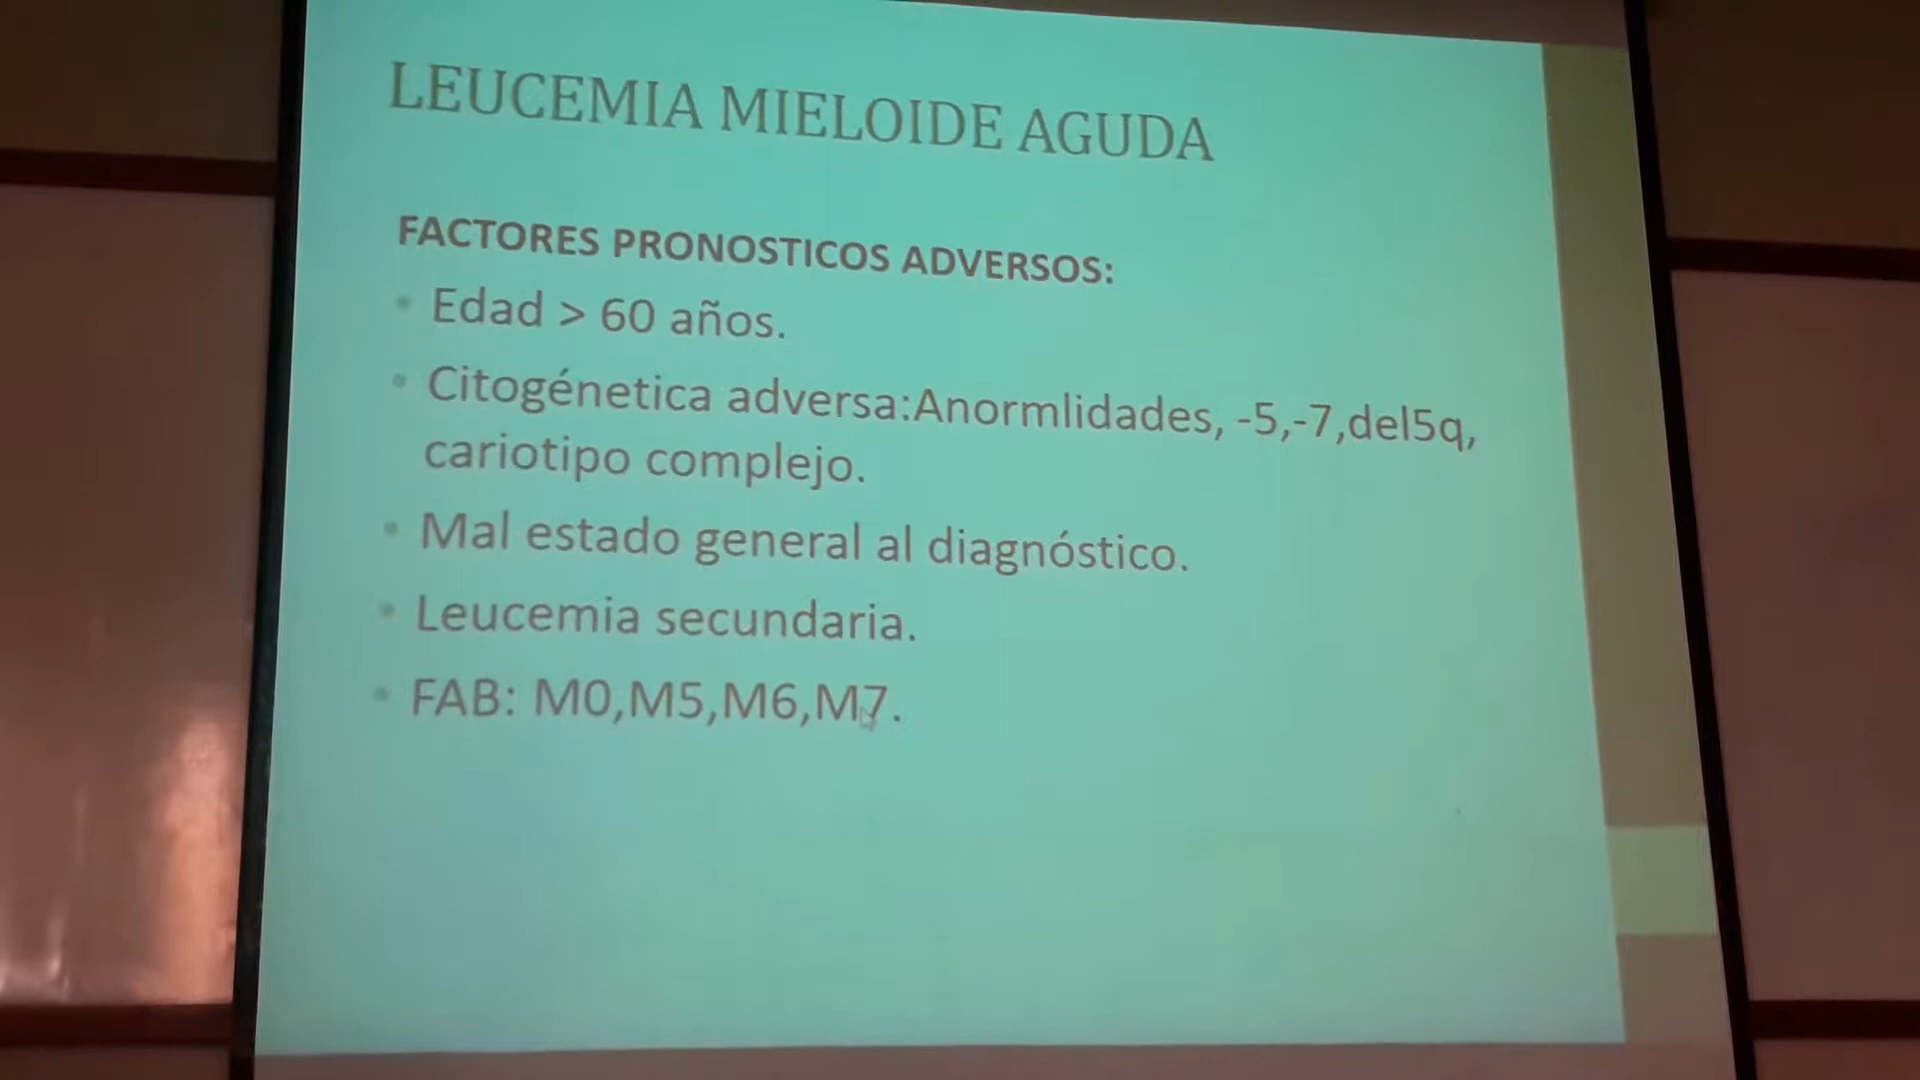 LEUCEMIA MIELOIDE AGUDA
FACTORES PRONOSTICOS ADVERSOS:
• Edad > 60 años.
• Citogénetica adversa:Anormlidades, -5,-7,del5q,
cariotipo complejo.
• Mal estado general al diagnóstico.
• Leucemia secundaria.
• FAB: M0,M5,M6,M7.